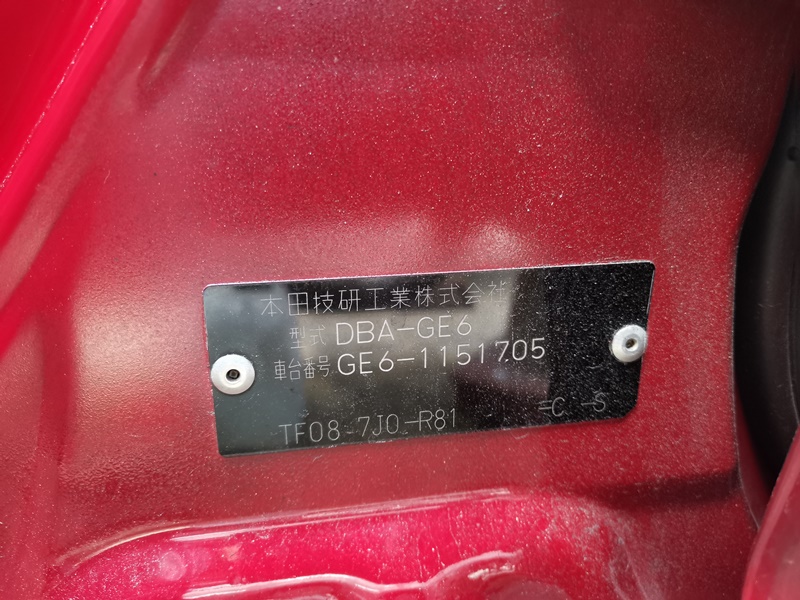 本田技研工業株式会社
型式 DBA-GE6
車台番号 GE6-1151705
TF08-7J0-R81 =C -S